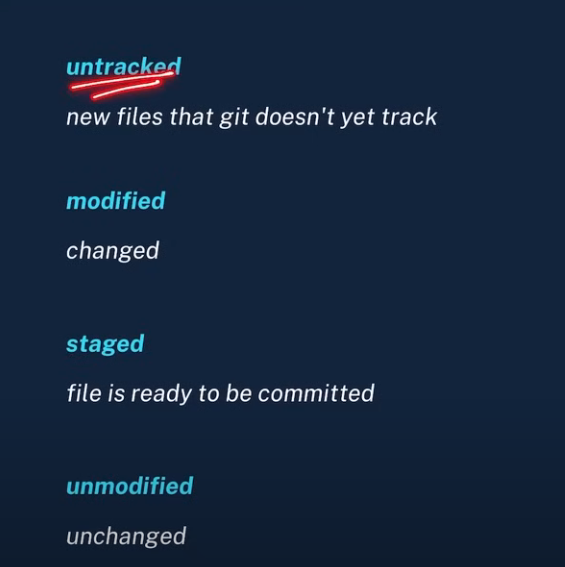 untracked
new files that git doesn't yet track
modified
changed
staged
file is ready to be committed
unmodified
unchanged